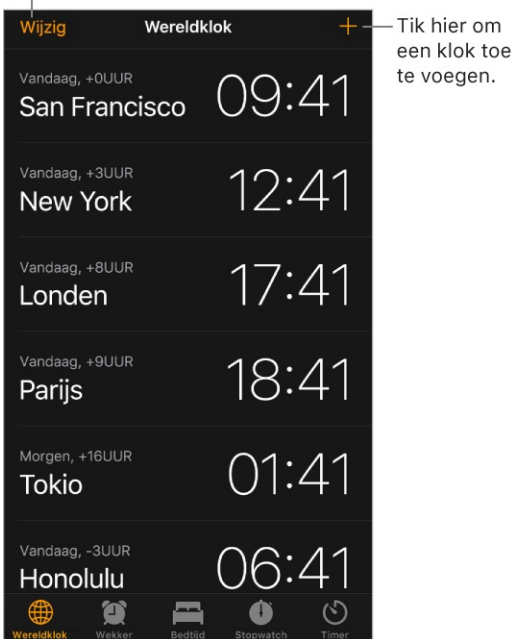 Wijzig Wereldklok +
Tik hier om
een klok toe
te voegen.
Vandaag, +0UUR
San Francisco 09:41
Vandaag, +3UUR
New York 12:41
Vandaag, +8UUR
Londen 17:41
Vandaag, +9UUR
Parijs 18:41
Morgen, +16UUR
Tokio 01:41
Vandaag, -3UUR
Honolulu 06:41
Wereldklok Wekker Bedtijd Stopwatch Timer